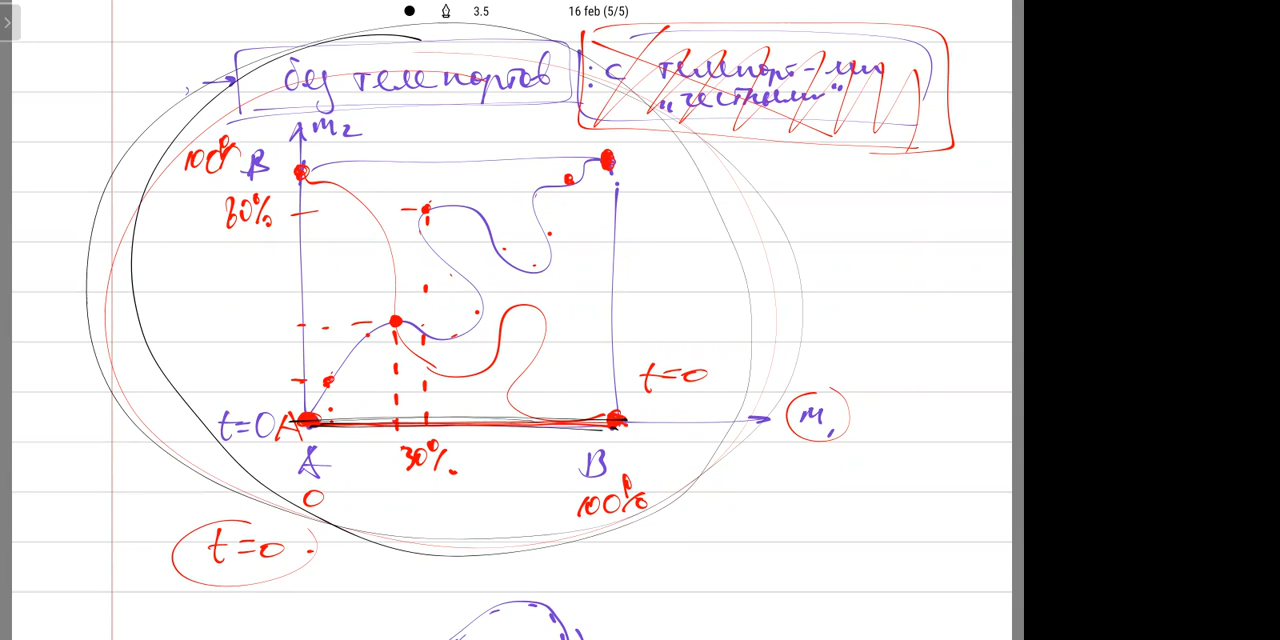 3.5 16 feb (5/5)
без телепортов : с телепорт-ми
„честными“
m₂
100% B
80%
t=0
t=0 A
m₁
A 30% B
0 100%
t=0